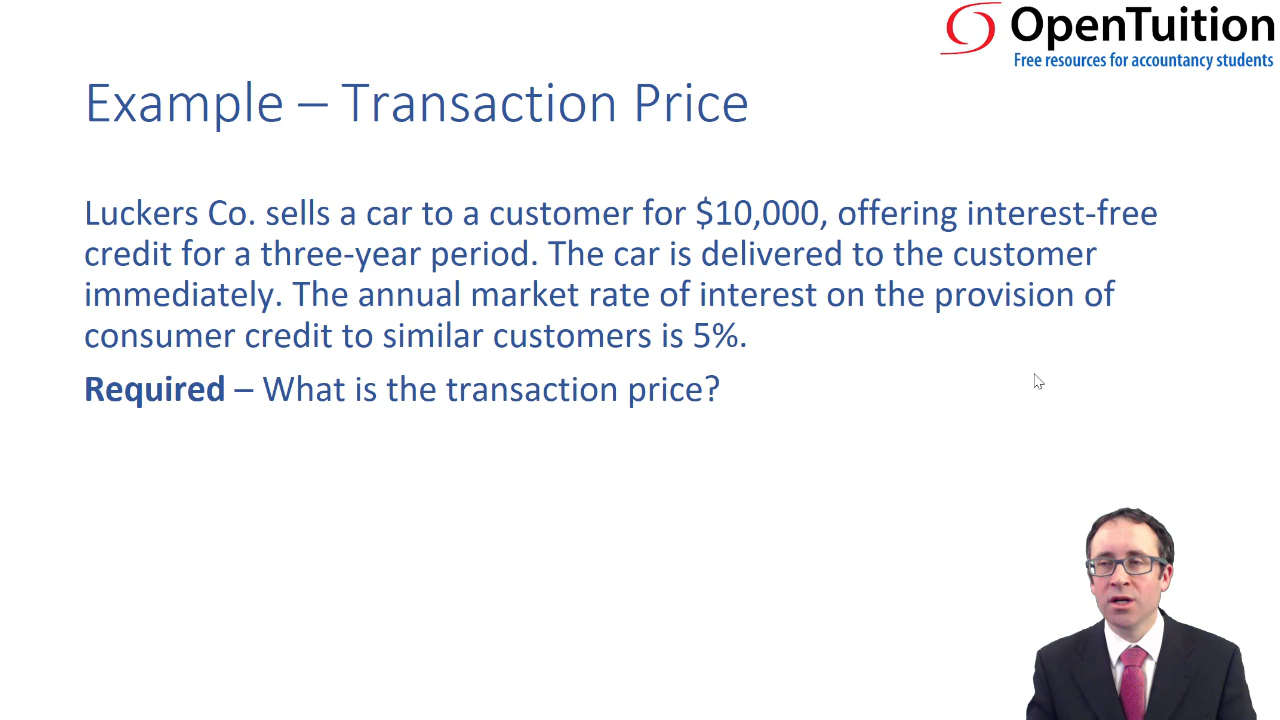 OpenTuition
Free resources for accountancy students
Example – Transaction Price
Luckers Co. sells a car to a customer for $10,000, offering interest-free
credit for a three-year period. The car is delivered to the customer
immediately. The annual market rate of interest on the provision of
consumer credit to similar customers is 5%.
Required – What is the transaction price?